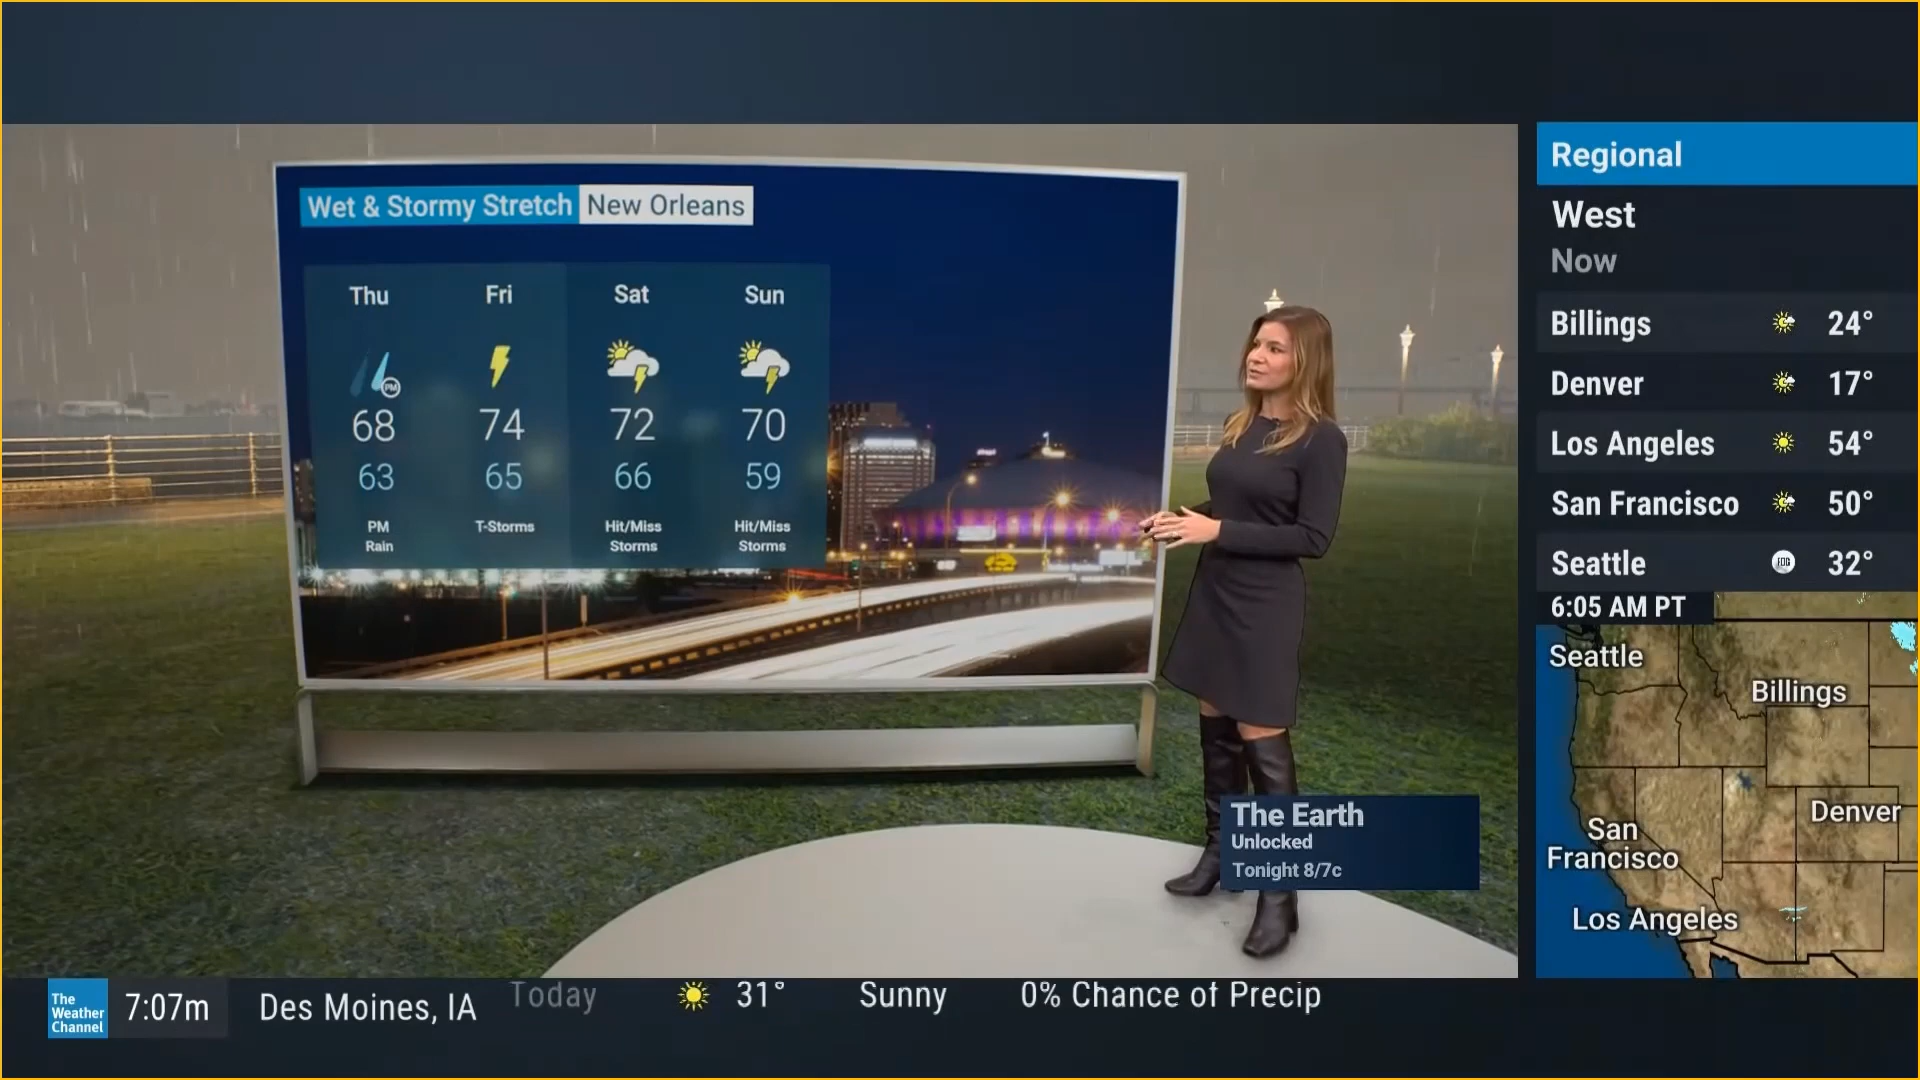 Wet & Stormy Stretch New Orleans
Thu Fri Sat Sun
PM
68 74 72 70
63 65 66 59
PM
Rain
T-Storms
Hit/Miss
Storms
Hit/Miss
Storms
The Earth
Unlocked
Tonight 8/7c
Regional
West
Now
Billings 24°
Denver 17°
Los Angeles 54°
San Francisco 50°
Seattle FOG 32°
6:05 AM PT
Seattle
Billings
Denver
San
Francisco
Los Angeles
The
Weather
Channel
7:07m
Des Moines, IA
Today 31° Sunny 0% Chance of Precip